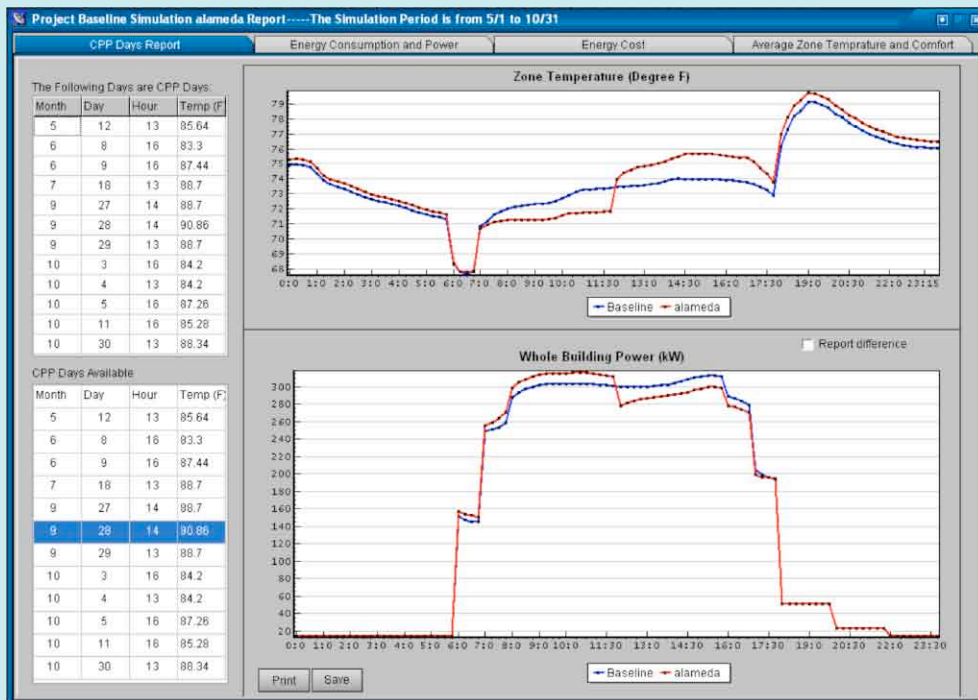 Project Baseline Simulation alameda Report-----The Simulation Period is from 5/1 to 10/31
CPP Days Report Energy Consumption and Power Energy Cost Average Zone Temprature and Comfort
The Following Days are CPP Days:
Month Day Hour Temp (F)
5 12 13 85.64
6 8 16 83.3
6 9 16 87.44
7 18 13 88.7
9 27 14 88.7
9 28 14 90.86
9 29 13 88.7
10 3 16 84.2
10 4 13 84.2
10 5 16 87.26
10 11 16 85.28
10 30 13 88.34
CPP Days Available
Month Day Hour Temp (F)
5 12 13 85.64
6 8 16 83.3
6 9 16 87.44
7 18 13 88.7
9 27 14 88.7
9 28 14 90.86
9 29 13 88.7
10 3 16 84.2
10 4 13 84.2
10 5 16 87.26
10 11 16 85.28
10 30 13 88.34
Zone Temperature (Degree F)
79
78
77
76
75
74
73
72
71
70
69
68
0:0 1:0 2:0 3:0 4:0 5:0 6:0 7:0 8:0 9:0 10:0 11:30 13:0 14:30 16:0 17:30 19:0 20:30 22:0 23:15
Baseline alameda
Report difference
Whole Building Power (kW)
300
280
260
240
220
200
180
160
140
120
100
80
60
40
20
0:0 1:0 2:0 3:0 4:0 5:0 6:0 7:0 8:0 9:0 10:0 11:30 13:0 14:30 16:0 17:30 19:0 20:30 22:0 23:30
Baseline alameda
Print Save